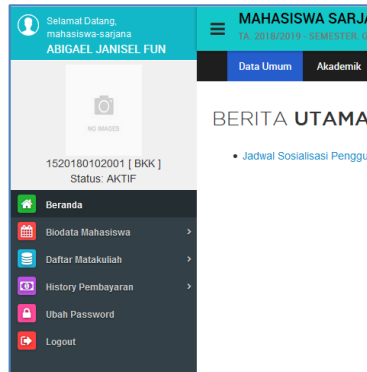 Selamat Datang,
mahasiswa-sarjana
ABIGAEL JANISEL FUN
NO IMAGES
1520180102001 [ BKK ]
Status: AKTIF
Beranda
Biodata Mahasiswa
Daftar Matakuliah
History Pembayaran
Ubah Password
Logout
MAHASISWA SARJ
TA. 2018/2019 - SEMESTER.
Data Umum
Akademik
BERITA UTAMA
Jadwal Sosialisasi Penggu